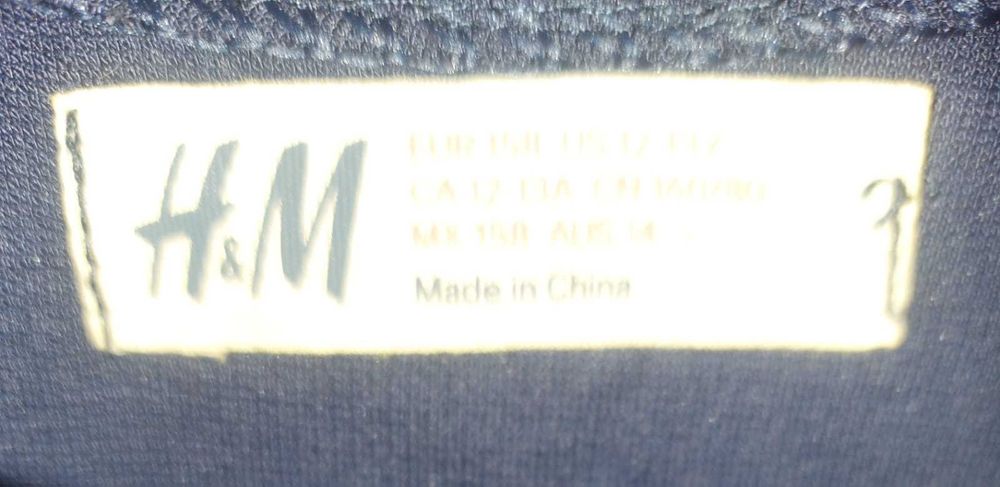 H&M
EUR 158 US 12-13Y
CA 12-13A CN 160/80
MX 158 AUS 14
Made in China